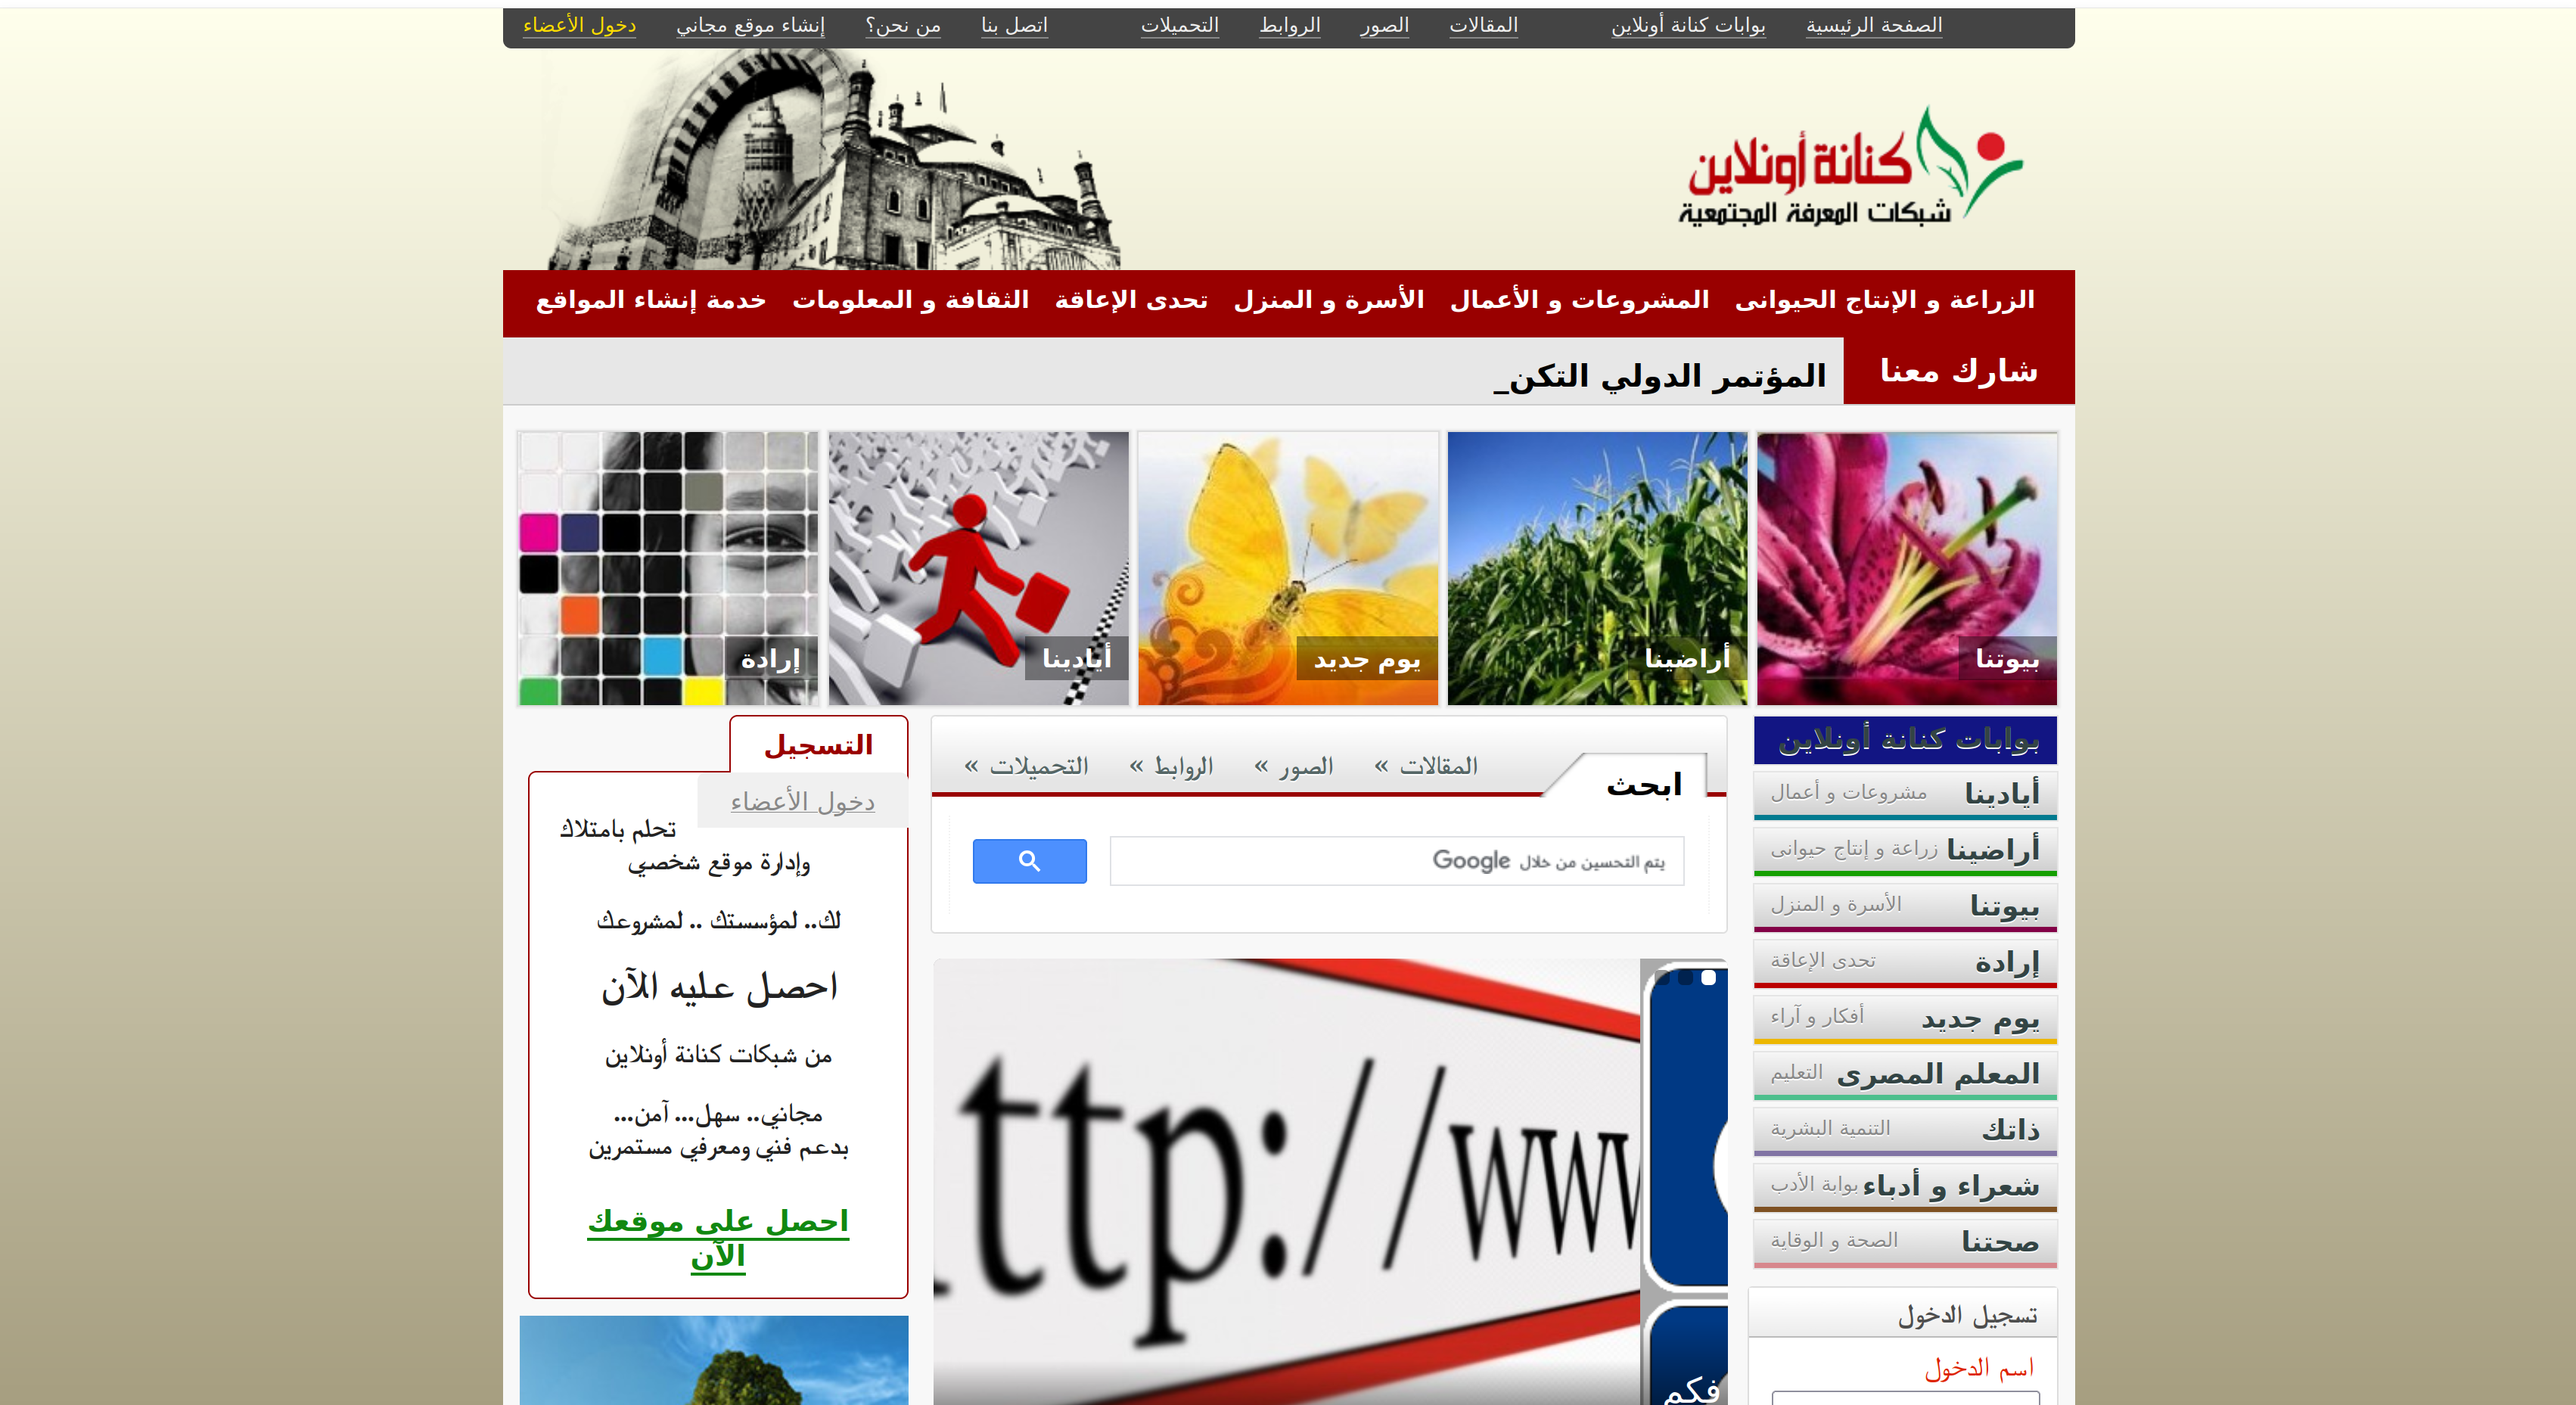 الصفحة الرئيسية بوابات كنانة أونلاين المقالات الصور الروابط التحميلات اتصل بنا من نحن؟ إنشاء موقع مجاني دخول الأعضاء
كنانة أونلاين
شبكات المعرفة المجتمعية
الزراعة و الإنتاج الحيوانى المشروعات و الأعمال الأسرة و المنزل تحدى الإعاقة الثقافة و المعلومات خدمة إنشاء المواقع
شارك معنا
المؤتمر الدولي التكن_
بيوتنا
أراضينا
يوم جديد
أيادينا
إرادة
بوابات كنانة أونلاين
أيادينا مشروعات و أعمال
أراضينا زراعة و إنتاج حيوانى
بيوتنا الأسرة و المنزل
إرادة تحدى الإعاقة
يوم جديد أفكار و آراء
المعلم المصرى التعليم
ذاتك التنمية البشرية
شعراء و أدباء بوابة الأدب
صحتنا الصحة و الوقاية
تسجيل الدخول
اسم الدخول
ابحث
المقالات » الصور » الروابط » التحميلات »
يتم التحسين من خلال Google
ttp://www
فكم
التسجيل
دخول الأعضاء
تحلم بامتلاك
وإدارة موقع شخصي
لك.. لمؤسستك .. لمشروعك
احصل عليه الآن
من شبكات كنانة أونلاين
مجاني.. سهل... آمن...
بدعم فني ومعرفي مستمرين
احصل على موقعك
الآن